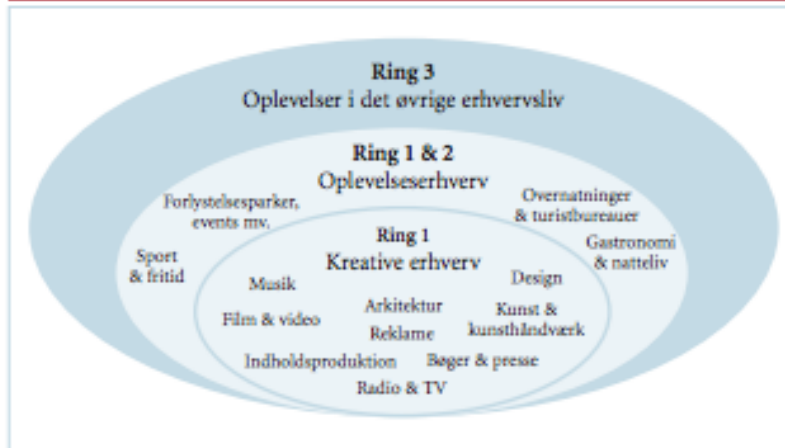 Ring 3
Oplevelser i det øvrige erhvervsliv
Ring 1 & 2
Oplevelseserhverv
Forlystelsesparker,
events mv.
Overnatninger
& turistbureauer
Sport
& fritid
Gastronomi
& natteliv
Ring 1
Kreative erhverv
Musik
Design
Film & video
Arkitektur
Reklame
Kunst &
kunsthåndværk
Indholdsproduktion
Bøger & presse
Radio & TV